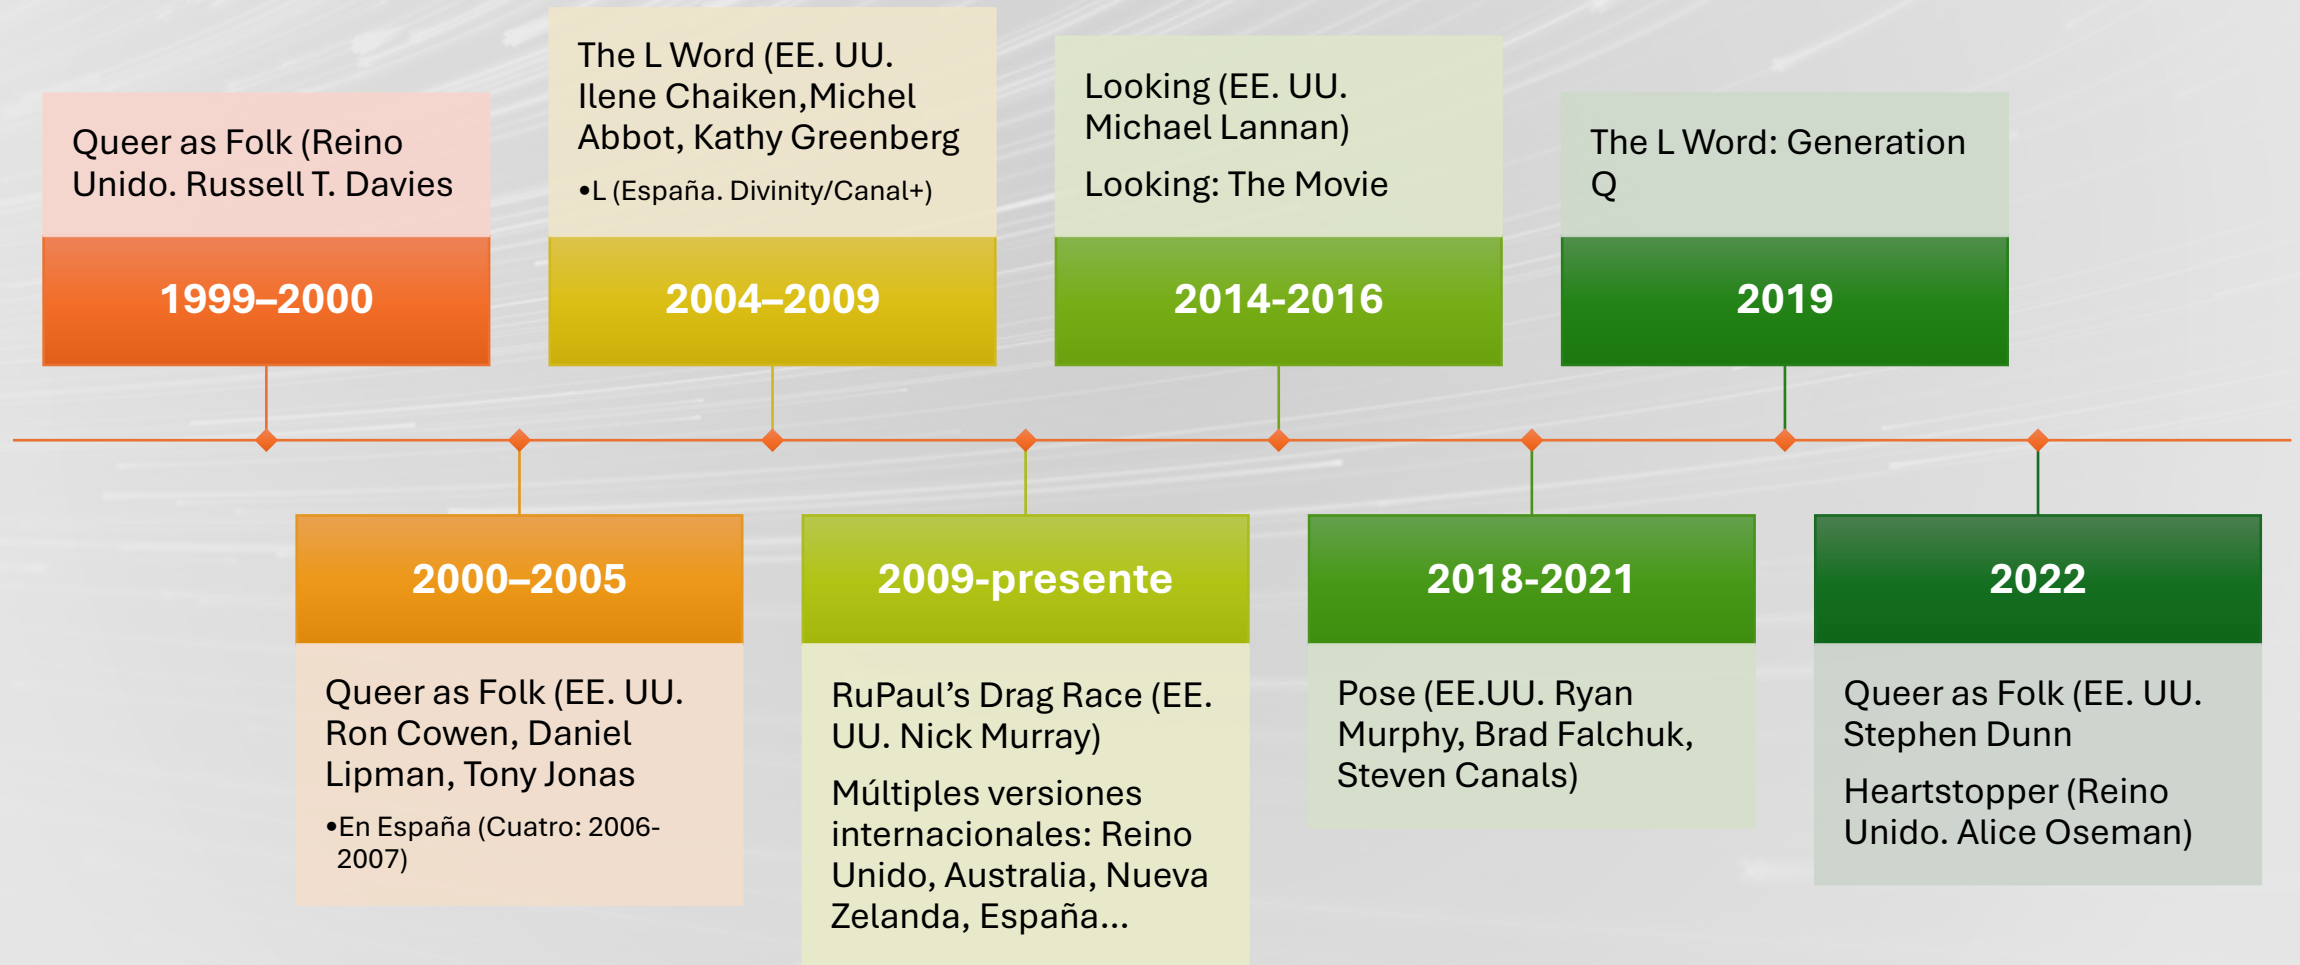 Queer as Folk (Reino
Unido. Russell T. Davies
1999–2000
2000–2005
Queer as Folk (EE. UU.
Ron Cowen, Daniel
Lipman, Tony Jonas
•En España (Cuatro: 2006-
2007)
The L Word (EE. UU.
Ilene Chaiken,Michel
Abbot, Kathy Greenberg
•L (España. Divinity/Canal+)
2004–2009
2009-presente
RuPaul’s Drag Race (EE.
UU. Nick Murray)
Múltiples versiones
internacionales: Reino
Unido, Australia, Nueva
Zelanda, España...
Looking (EE. UU.
Michael Lannan)
Looking: The Movie
2014-2016
2018-2021
Pose (EE.UU. Ryan
Murphy, Brad Falchuk,
Steven Canals)
The L Word: Generation
Q
2019
2022
Queer as Folk (EE. UU.
Stephen Dunn
Heartstopper (Reino
Unido. Alice Oseman)